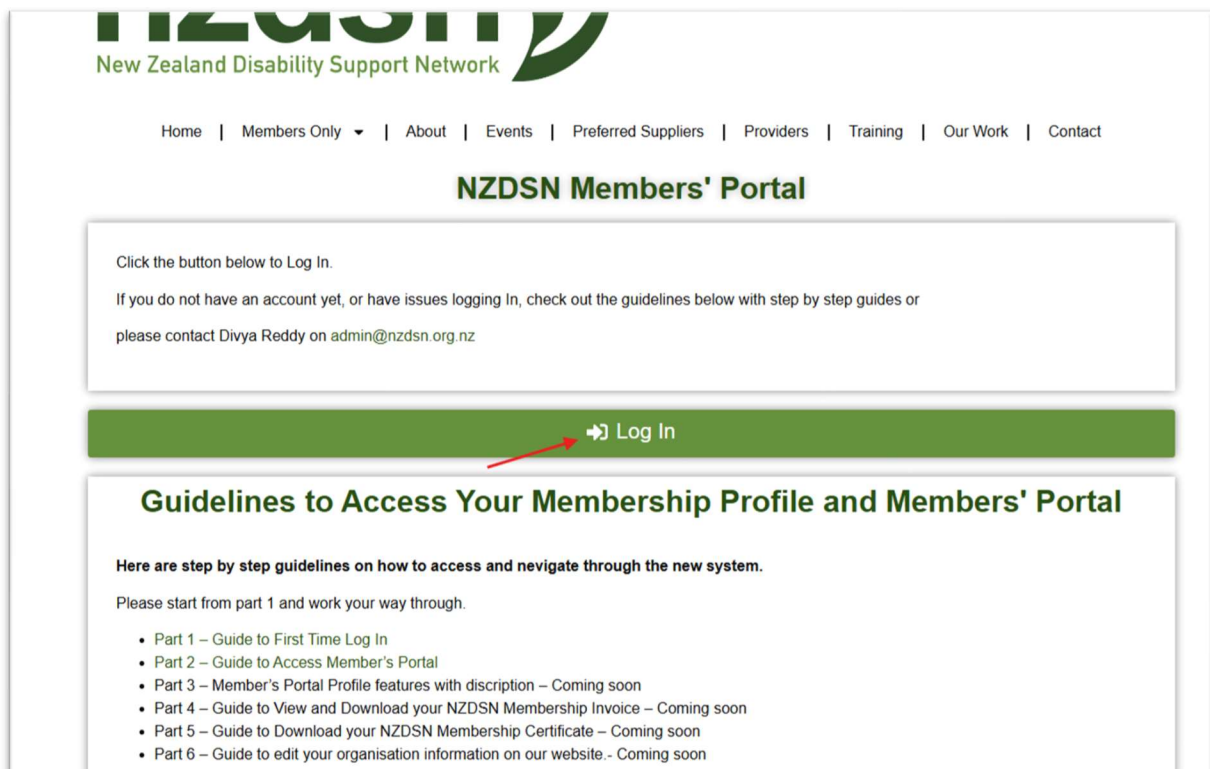 nzdsn
New Zealand Disability Support Network
Home | Members Only | About | Events | Preferred Suppliers | Providers | Training | Our Work | Contact
NZDSN Members' Portal
Click the button below to Log In.
If you do not have an account yet, or have issues logging In, check out the guidelines below with step by step guides or
please contact Divya Reddy on admin@nzdsn.org.nz
Log In
Guidelines to Access Your Membership Profile and Members' Portal
Here are step by step guidelines on how to access and nevigate through the new system.
Please start from part 1 and work your way through.
• Part 1 – Guide to First Time Log In
• Part 2 – Guide to Access Member's Portal
• Part 3 – Member's Portal Profile features with discription – Coming soon
• Part 4 – Guide to View and Download your NZDSN Membership Invoice – Coming soon
• Part 5 – Guide to Download your NZDSN Membership Certificate – Coming soon
• Part 6 – Guide to edit your organisation information on our website.- Coming soon